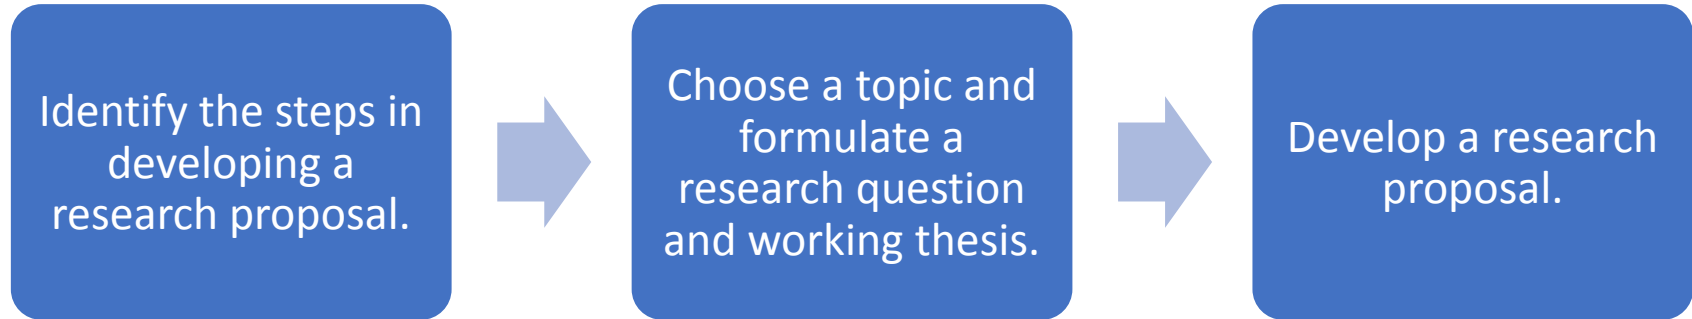 Identify the steps in
developing a
research proposal.
Choose a topic and
formulate a
research question
and working thesis.
Develop a research
proposal.